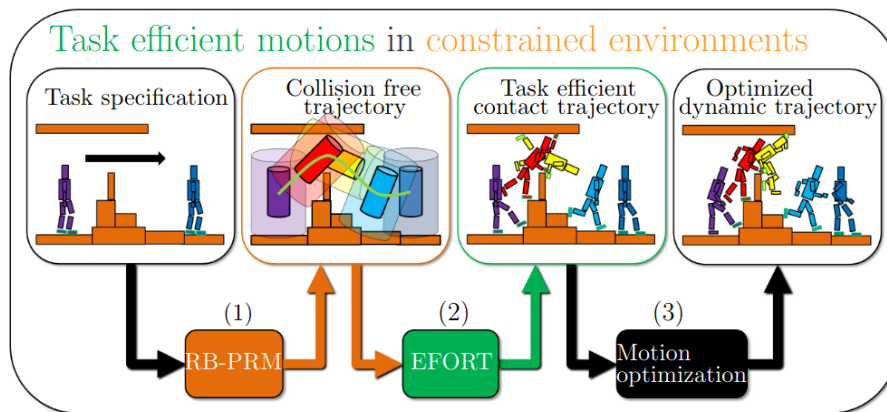 Task efficient motions in constrained environments
Task specification
Collision free
trajectory
Task efficient
contact trajectory
Optimized
dynamic trajectory
(1)
(2)
(3)
RB-PRM
EFORT
Motion
optimization